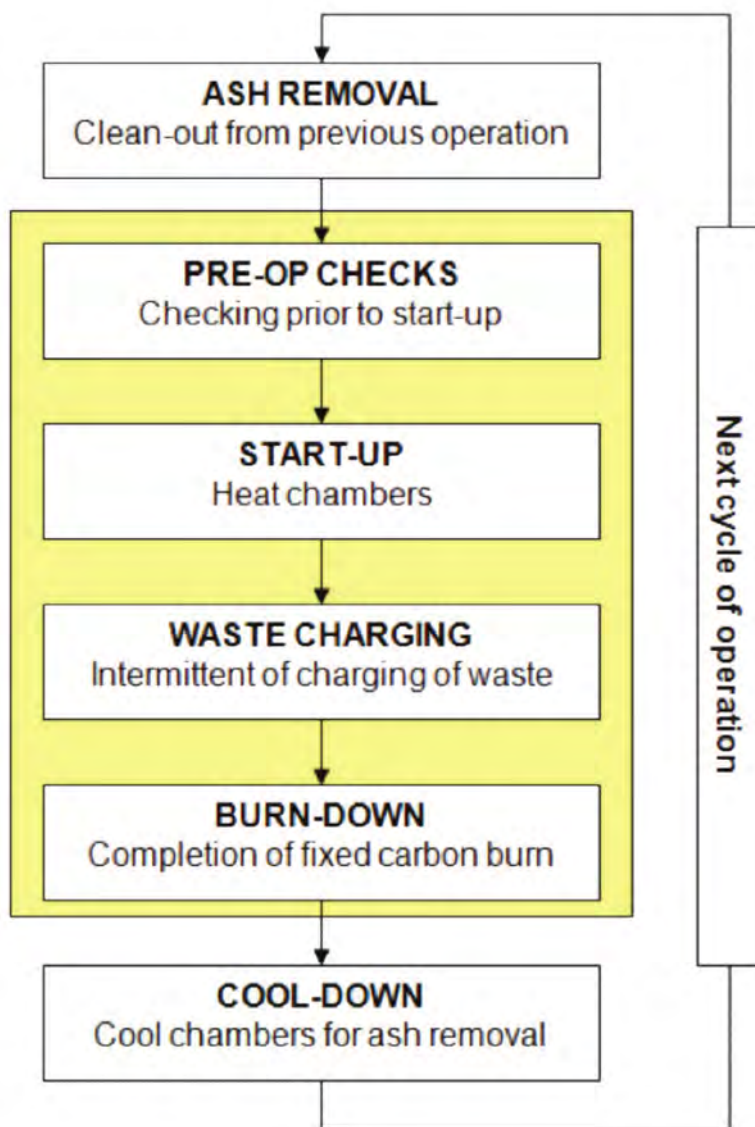 ASH REMOVAL
Clean-out from previous operation
PRE-OP CHECKS
Checking prior to start-up
START-UP
Heat chambers
WASTE CHARGING
Intermittent of charging of waste
BURN-DOWN
Completion of fixed carbon burn
COOL-DOWN
Cool chambers for ash removal
Next cycle of operation